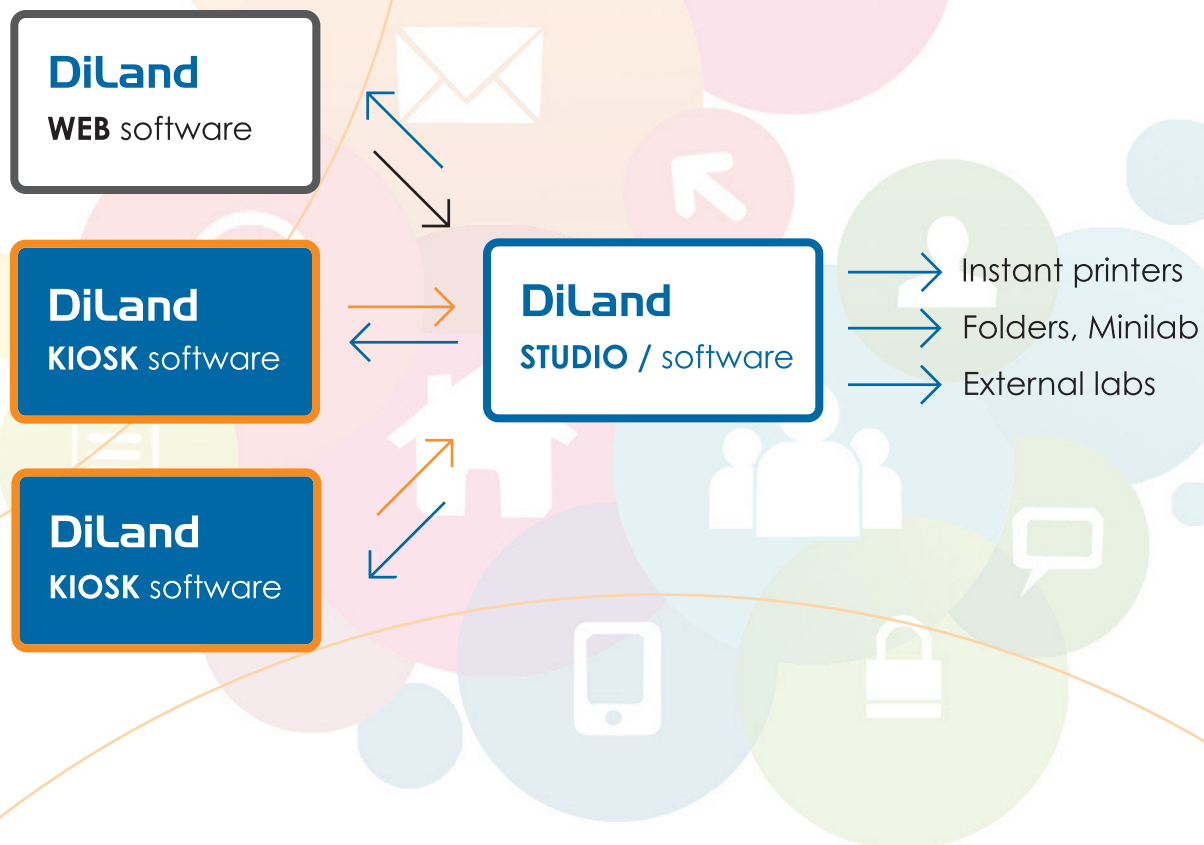 DiLand
WEB software
DiLand
KIOSK software
DiLand
KIOSK software
DiLand
STUDIO / software
Instant printers
Folders, Minilab
External labs